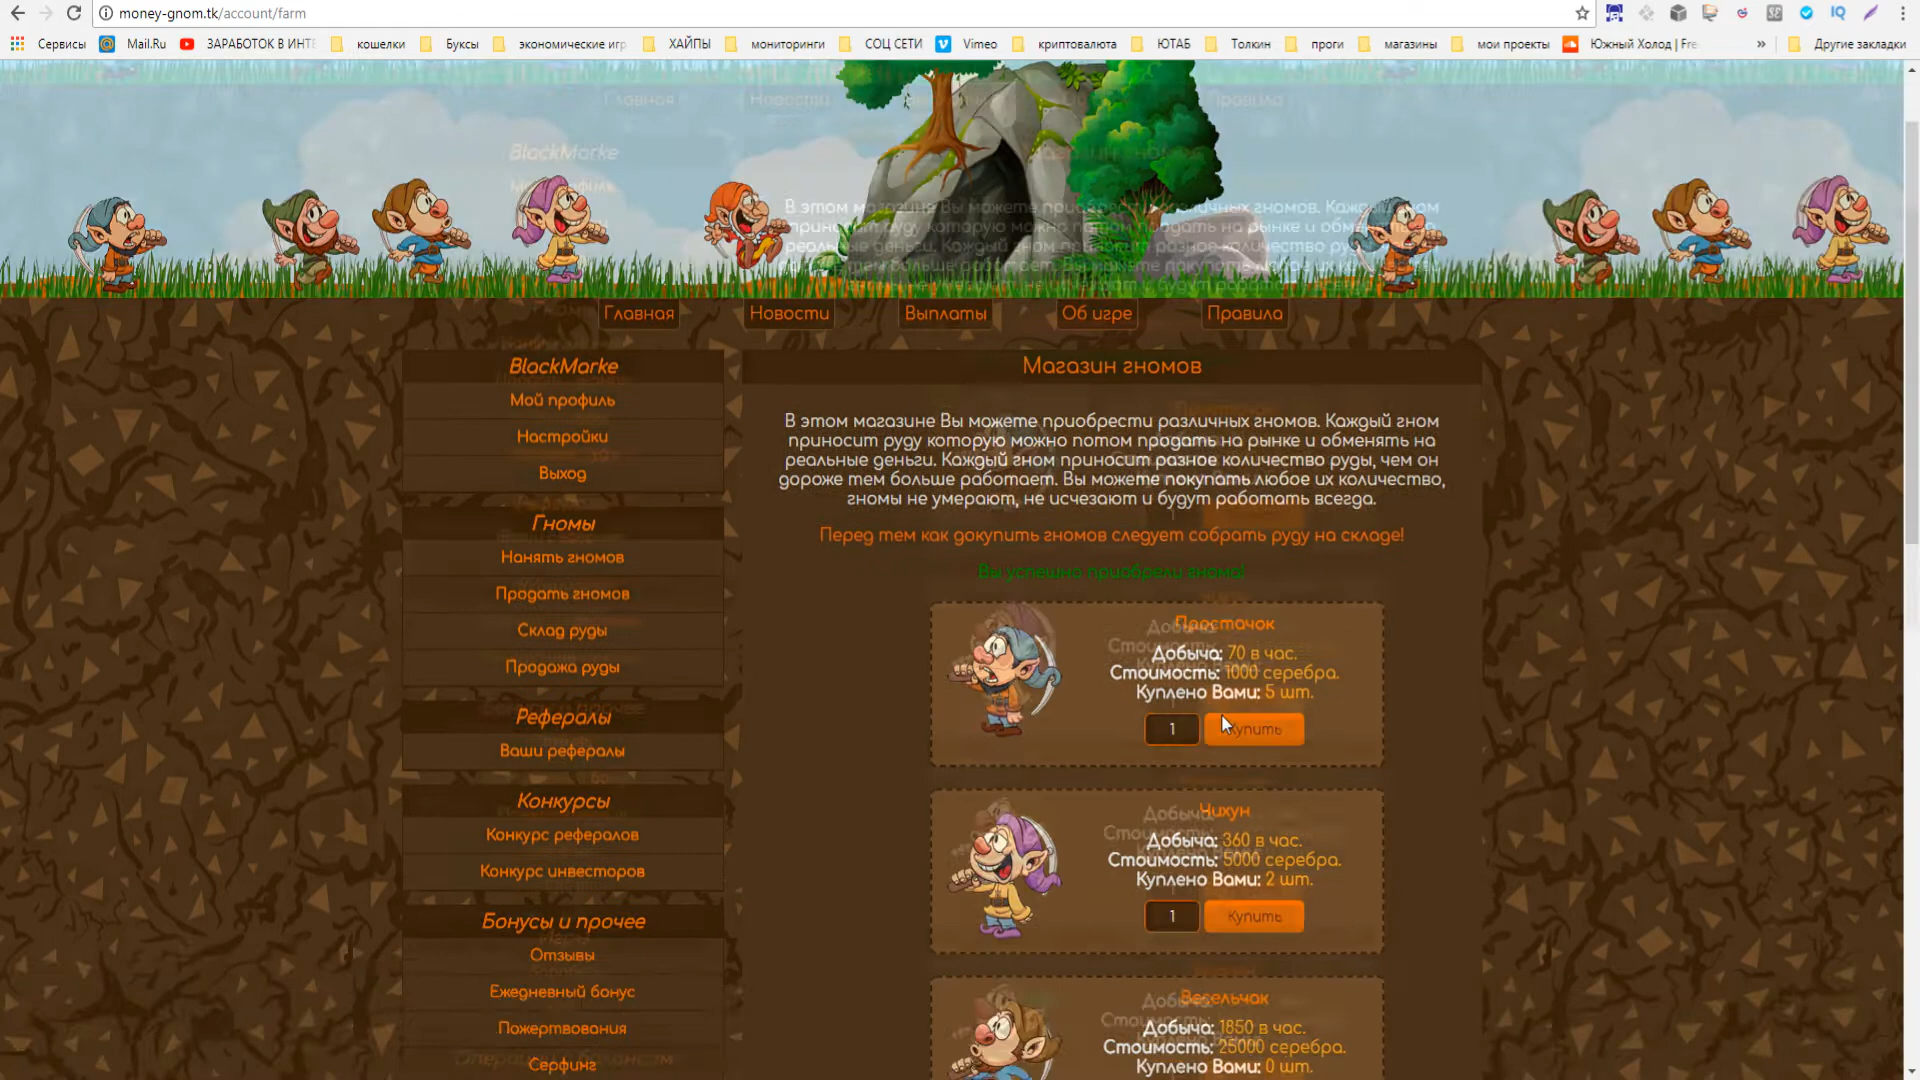 money-gnom.tk/account/farm
Сервисы
Mail.Ru
ЗАРАБОТОК В ИНТЕ
кошелки
Буксы
экономические игр
ХАЙПЫ
мониторинги
СОЦ СЕТИ
Vimeo
криптовалюта
ЮТАБ
Толкин
проги
магазины
мои проекты
Южный Холод | Fre
»
Другие закладки
Главная
Новости
Выплаты
Об игре
Правила
BlackMarke
Мой профиль
Настройки
Выход
Гномы
Нанять гномов
Продать гномов
Склад руды
Продажа руды
Рефералы
Ваши рефералы
Конкурсы
Конкурс рефералов
Конкурс инвесторов
Бонусы и прочее
Отзывы
Ежедневный бонус
Пожертвования
Серфинг
Магазин гномов
В этом магазине Вы можете приобрести различных гномов. Каждый гном
приносит руду которую можно потом продать на рынке и обменять на
реальные деньги. Каждый гном приносит разное количество руды, чем он
дороже тем больше работает. Вы можете покупать любое их количество,
гномы не умерают, не исчезают и будут работать всегда.
Перед тем как докупить гномов следует собрать руду на складе!
Вы успешно приобрели гнома!
Простачок
Добыча: 70 в час.
Стоимость: 1000 серебра.
Куплено Вами: 5 шт.
1
Купить
Чихун
Добыча: 360 в час.
Стоимость: 5000 серебра.
Куплено Вами: 2 шт.
1
Купить
Весельчак
Добыча: 1850 в час.
Стоимость: 25000 серебра.
Куплено Вами: 0 шт.